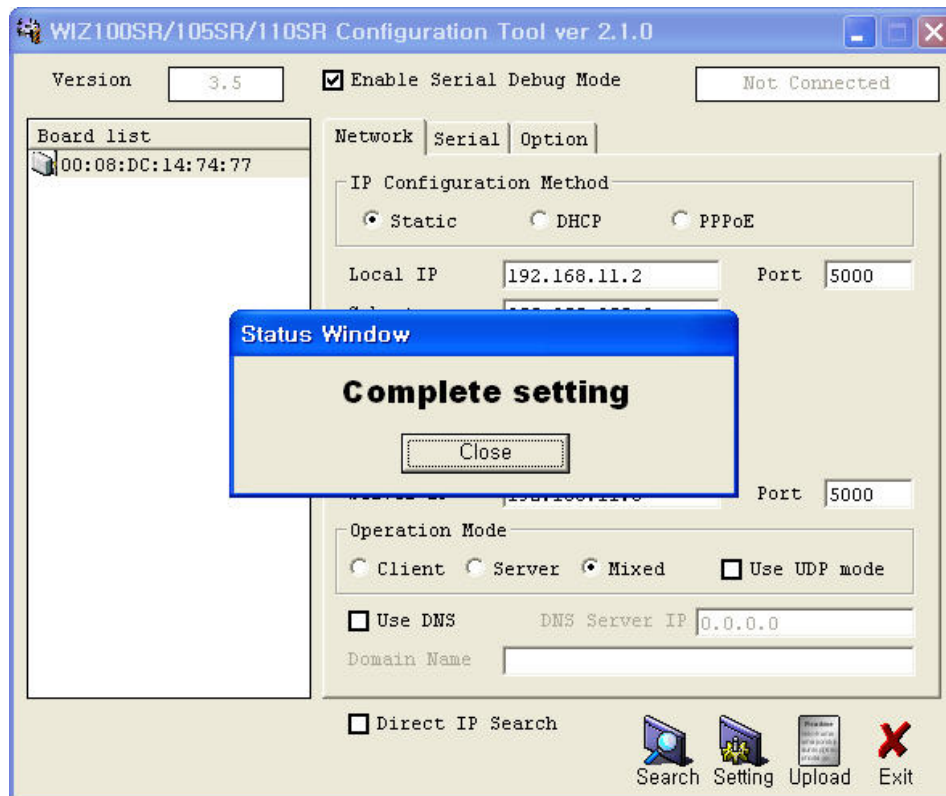 WIZ100SR/105SR/110SR Configuration Tool ver 2.1.0
Version 3.5
Enable Serial Debug Mode
Not Connected
Board list
00:08:DC:14:74:77
Network Serial Option
IP Configuration Method
Static DHCP PPPoE
Local IP 192.168.11.2 Port 5000
Status Window
Complete setting
Close
Port 5000
Operation Mode
Client Server Mixed Use UDP mode
Use DNS DNS Server IP 0.0.0.0
Domain Name
Direct IP Search
Search Setting Upload Exit